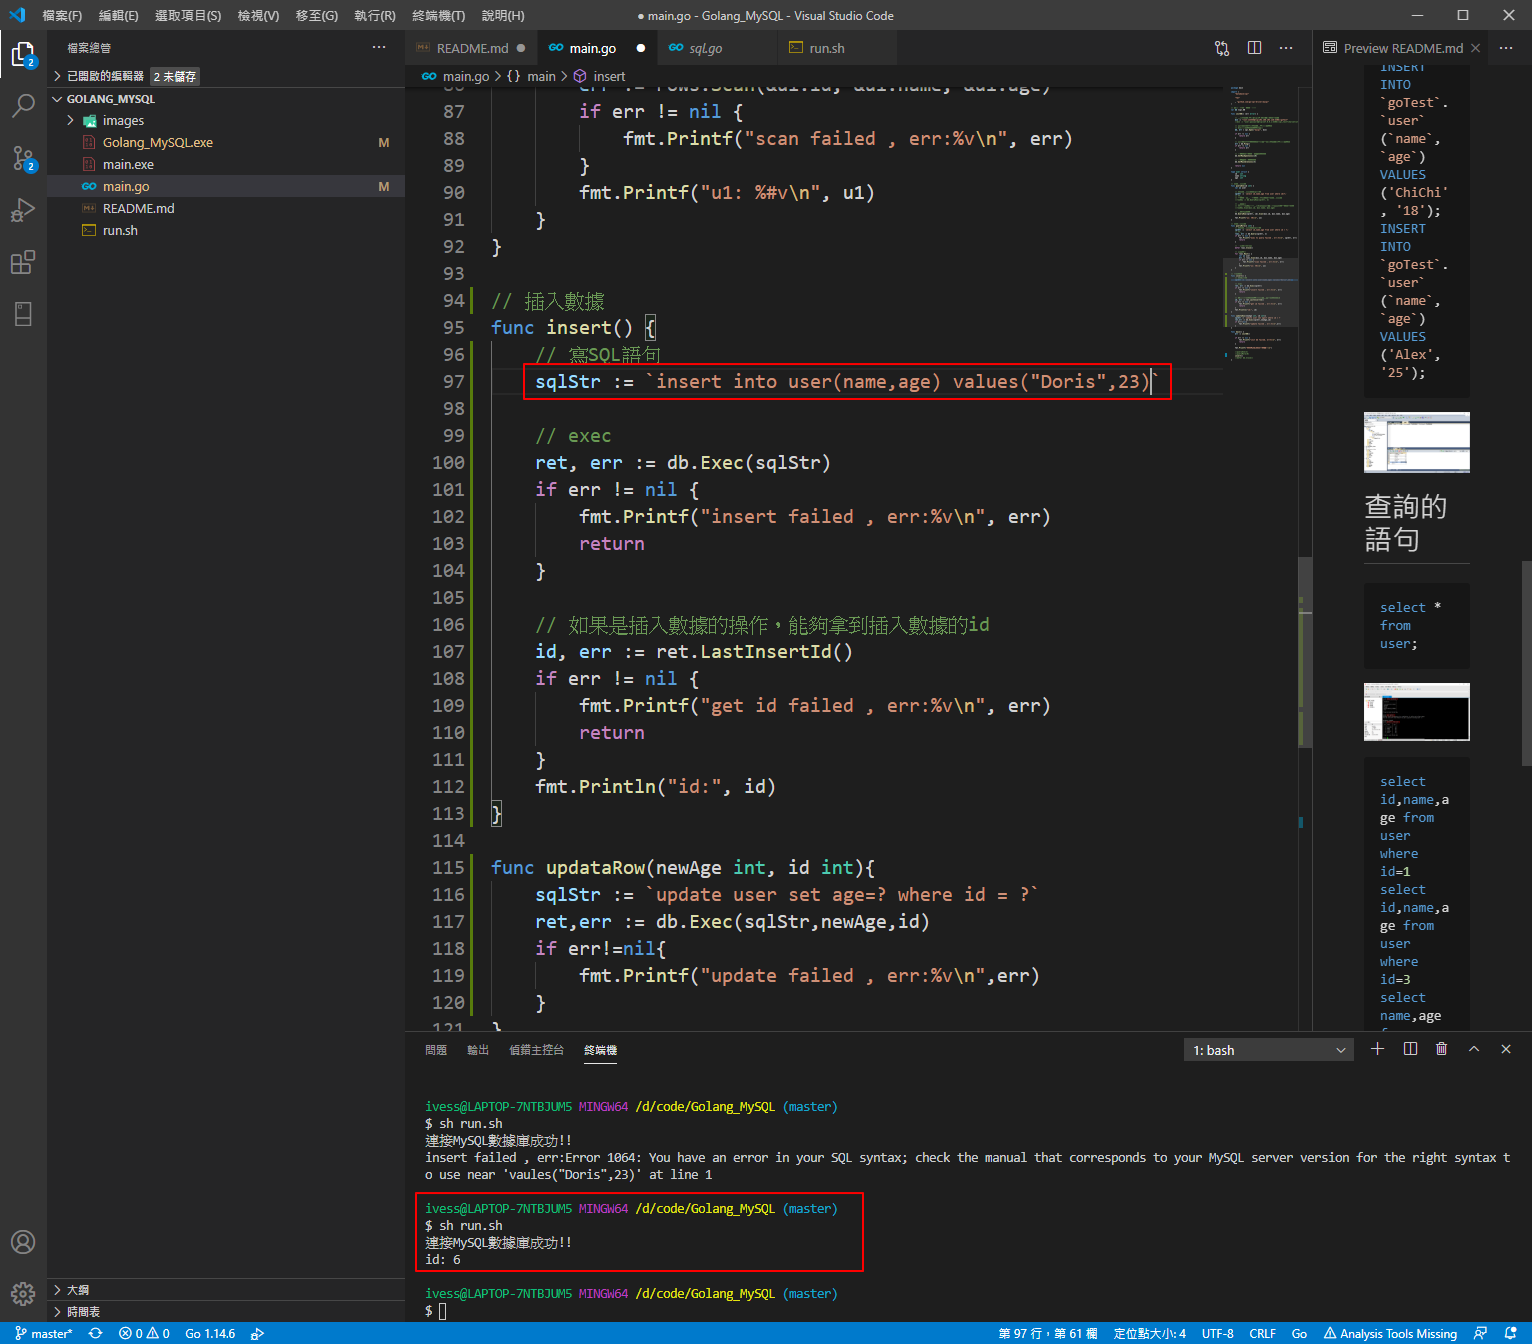 檔案(F) 編輯(E) 選取項目(S) 檢視(V) 移至(G) 執行(R) 終端機(T) 說明(H) ● main.go - Golang_MySQL - Visual Studio Code
檔案總管
已開啟的編輯器 2 未儲存
GOLANG_MYSQL
images
Golang_MySQL.exe M
main.exe
main.go M
README.md
run.sh
大綱
時間表
README.md ●
main.go ●
sql.go
run.sh
main.go > {} main > insert
86 err := rows.Scan(&u1.id, &u1.name, &u1.age)
87 if err != nil {
88 fmt.Printf("scan failed , err:%v\n", err)
89 }
90 fmt.Printf("u1: %#v\n", u1)
91 }
92 }
93
94 // 插入數據
95 func insert() {
96 // 寫SQL語句
97 sqlStr := `insert into user(name,age) values("Doris",23)`
98
99 // exec
100 ret, err := db.Exec(sqlStr)
101 if err != nil {
102 fmt.Printf("insert failed , err:%v\n", err)
103 return
104 }
105
106 // 如果是插入數據的操作，能夠拿到插入數據的id
107 id, err := ret.LastInsertId()
108 if err != nil {
109 fmt.Printf("get id failed , err:%v\n", err)
110 return
111 }
112 fmt.Println("id:", id)
113 }
114
115 func updataRow(newAge int, id int){
116 sqlStr := `update user set age=? where id = ?`
117 ret,err := db.Exec(sqlStr,newAge,id)
118 if err!=nil{
119 fmt.Printf("update failed , err:%v\n",err)
120 }
121 }
Preview README.md
INSERT
INTO
`goTest`.
`user`
(`name`,
`age`)
VALUES
('ChiChi'
, '18');
INSERT
INTO
`goTest`.
`user`
(`name`,
`age`)
VALUES
('Alex',
'25');
查詢的
語句
select *
from
user;
select
id,name,a
ge from
user
where
id=1
select
id,name,a
ge from
user
where
id=3
select
name,age
問題 輸出 偵錯主控台 終端機
1: bash
ivess@LAPTOP-7NTBJUM5 MINGW64 /d/code/Golang_MySQL (master)
$ sh run.sh
連接MySQL數據庫成功!!
insert failed , err:Error 1064: You have an error in your SQL syntax; check the manual that corresponds to your MySQL server version for the right syntax t
o use near 'vaules("Doris",23)' at line 1
ivess@LAPTOP-7NTBJUM5 MINGW64 /d/code/Golang_MySQL (master)
$ sh run.sh
連接MySQL數據庫成功!!
id: 6
ivess@LAPTOP-7NTBJUM5 MINGW64 /d/code/Golang_MySQL (master)
$
master* 0 0 Go 1.14.6 第 97 行，第 61 欄 定位點大小: 4 UTF-8 CRLF Go Analysis Tools Missing